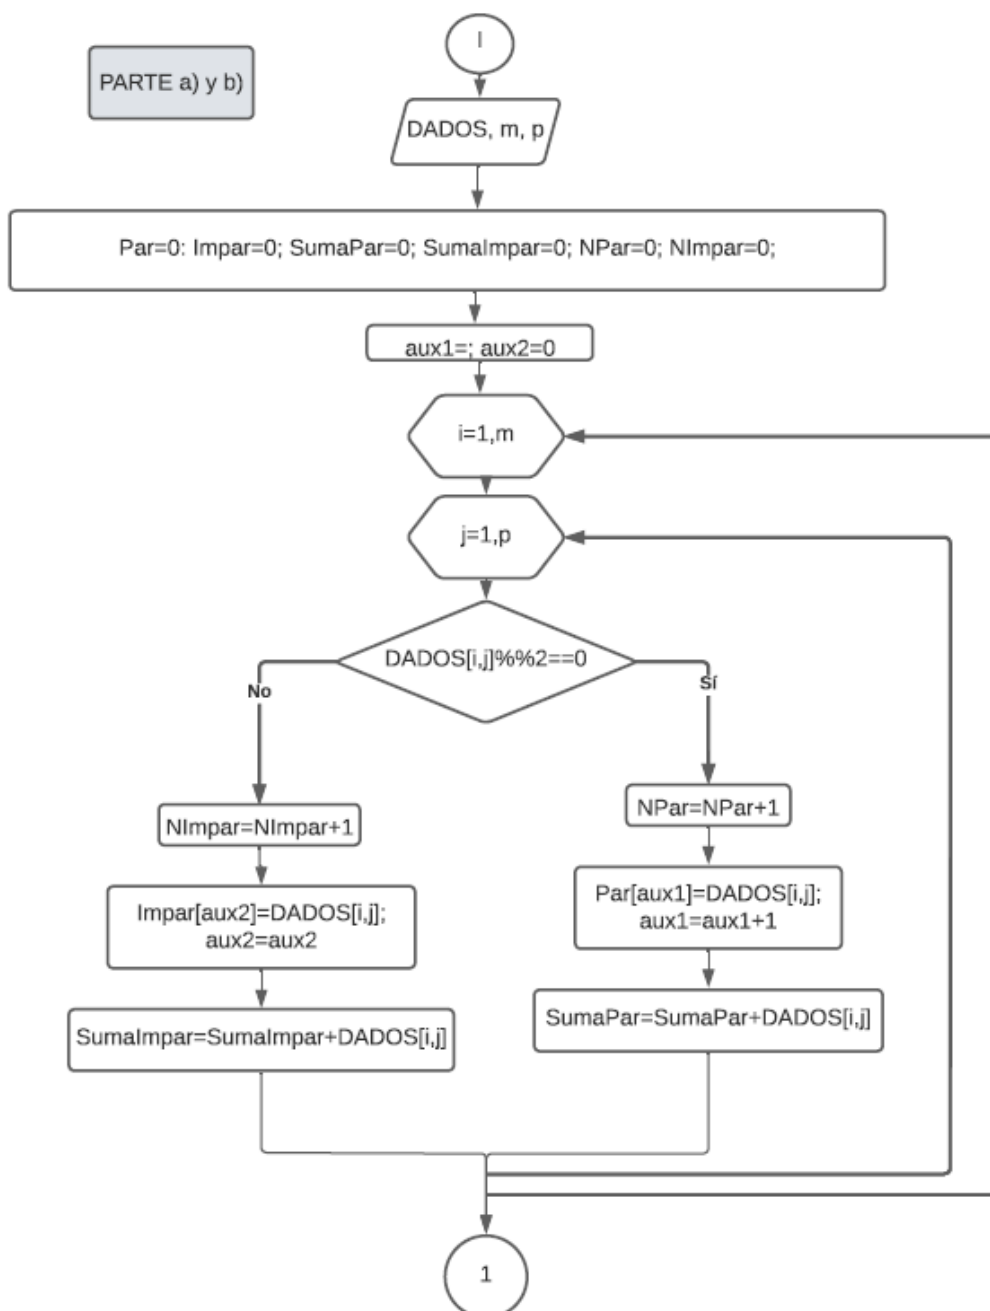 I
PARTE a) y b)
DADOS, m, p
Par=0: Impar=0; SumaPar=0; SumaImpar=0; NPar=0; NImpar=0;
aux1=; aux2=0
i=1,m
j=1,p
DADOS[i,j]%%2==0
No
Sí
NImpar=NImpar+1
NPar=NPar+1
Impar[aux2]=DADOS[i,j];
aux2=aux2
Par[aux1]=DADOS[i,j];
aux1=aux1+1
SumaImpar=SumaImpar+DADOS[i,j]
SumaPar=SumaPar+DADOS[i,j]
1